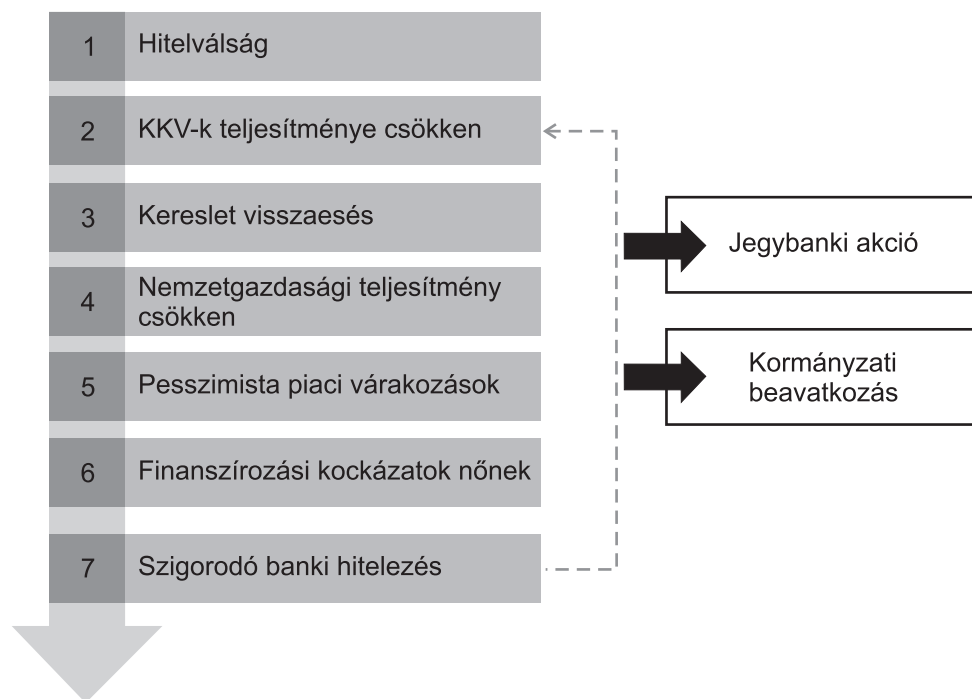 1 Hitelválság
2 KKV-k teljesítménye csökken
3 Kereslet visszaesés
4 Nemzetgazdasági teljesítmény
csökken
5 Pesszimista piaci várakozások
6 Finanszírozási kockázatok nőnek
7 Szigorodó banki hitelezés
Jegybanki akció
Kormányzati
beavatkozás